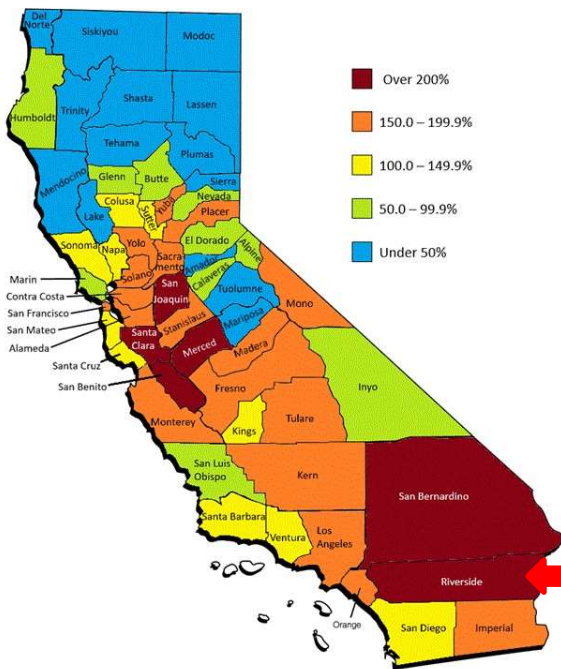 Del
Norte
Siskiyou
Modoc
Humboldt
Trinity
Shasta
Lassen
Tehama
Plumas
Mendocino
Glenn
Butte
Sierra
Lake
Colusa
Sutter
Yuba
Nevada
Placer
Sonoma
Napa
Yolo
El Dorado
Alpine
Sacra-
mento
Amador
Solano
Calaveras
Marin
Contra Costa
San Francisco
San Mateo
Alameda
Santa Cruz
San Benito
San
Joaquin
Tuolumne
Mono
Stanislaus
Mariposa
Santa
Clara
Merced
Madera
Fresno
Inyo
Monterey
Kings
Tulare
San Luis
Obispo
Kern
San Bernardino
Santa Barbara
Ventura
Los
Angeles
Riverside
Orange
San Diego
Imperial
Over 200%
150.0 – 199.9%
100.0 – 149.9%
50.0 – 99.9%
Under 50%